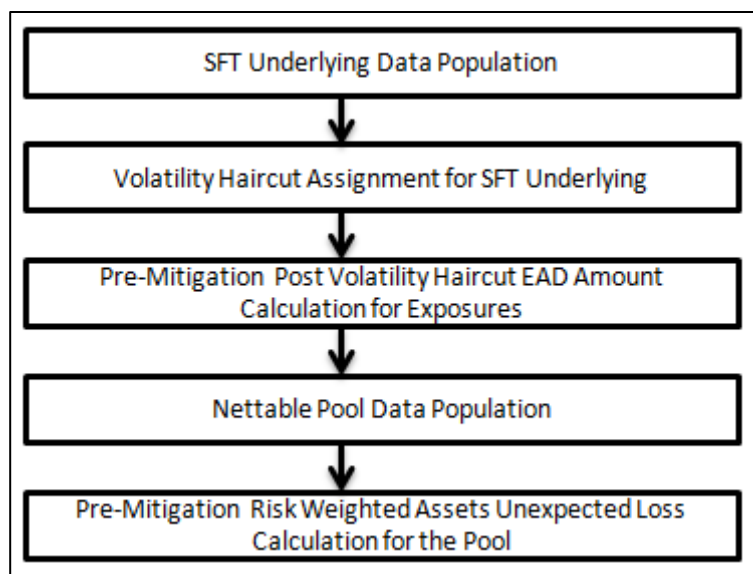 SFT Underlying Data Population
Volatility Haircut Assignment for SFT Underlying
Pre-Mitigation Post Volatility Haircut EAD Amount
Calculation for Exposures
Nettable Pool Data Population
Pre-Mitigation Risk Weighted Assets Unexpected Loss
Calculation for the Pool